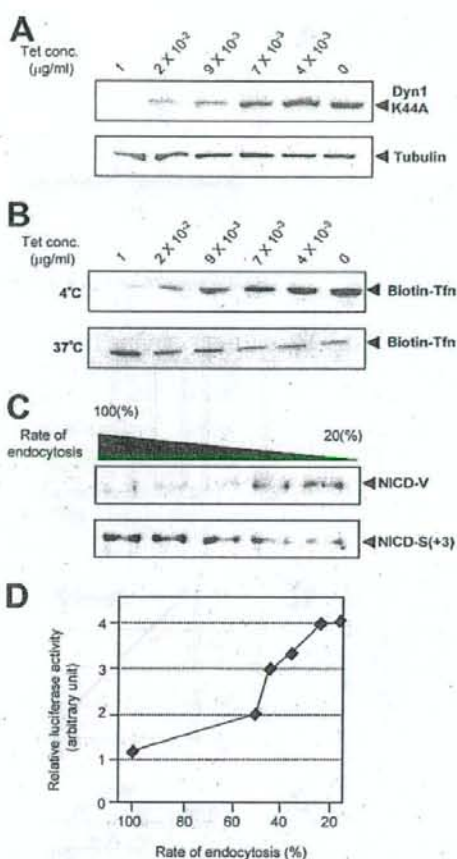 A
Tet conc.
(μg/ml)
1
2 X 10⁻²
9 X 10⁻³
7 X 10⁻³
4 X 10⁻³
0
Dyn1
K44A
Tubulin
B
Tet conc.
(μg/ml)
1
2 X 10⁻²
9 X 10⁻³
7 X 10⁻³
4 X 10⁻³
0
4°C
Biotin-Tfn
37°C
Biotin-Tfn
C
100(%)
20(%)
Rate of
endocytosis
NICD-V
NICD-S(+3)
D
Relative luciferase activity
(arbitrary unit)
4
3
2
1
0
100 80 60 40 20
Rate of endocytosis (%)